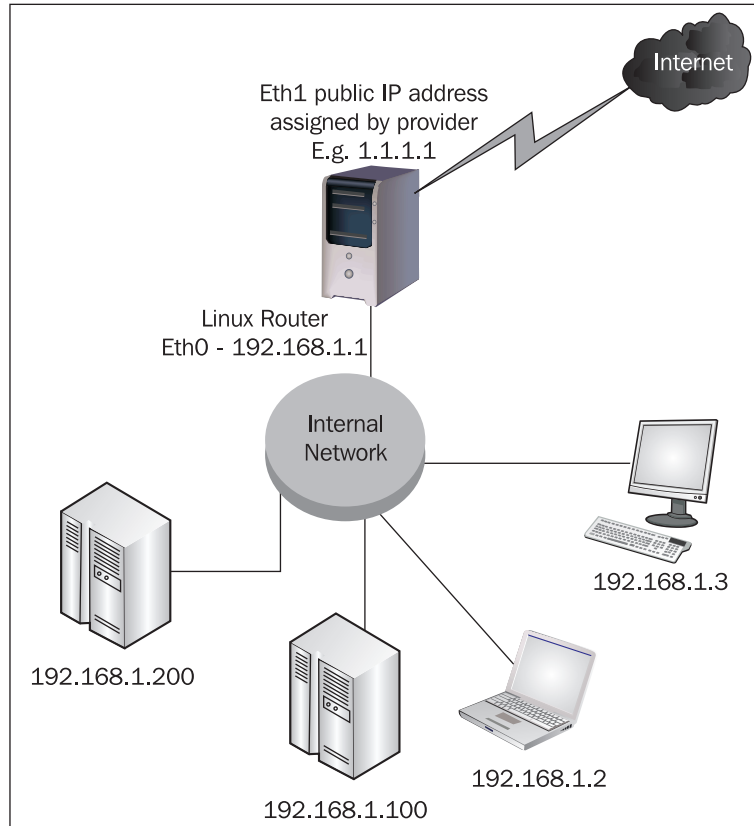 Internet
Eth1 public IP address
assigned by provider
E.g. 1.1.1.1
Linux Router
Eth0 - 192.168.1.1
Internal
Network
192.168.1.3
192.168.1.200
192.168.1.2
192.168.1.100